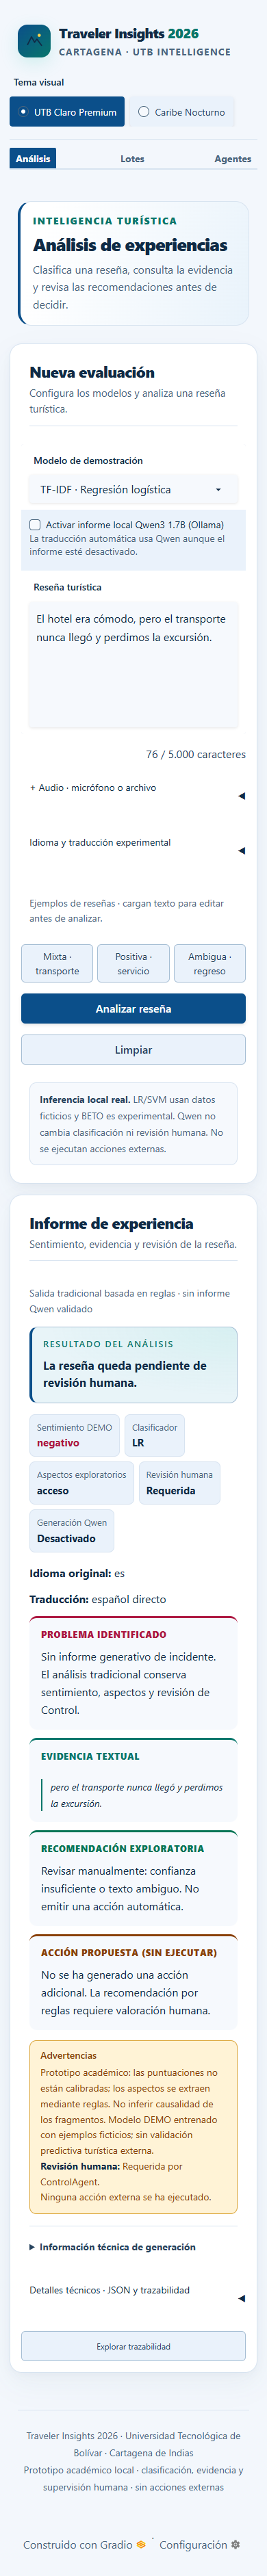 Traveler Insights 2026
CARTAGENA · UTB INTELLIGENCE
Tema visual
UTB Claro Premium
Caribe Nocturno
Análisis
Lotes
Agentes
INTELIGENCIA TURÍSTICA
Análisis de experiencias
Clasifica una reseña, consulta la evidencia
y revisa las recomendaciones antes de
decidir.
Nueva evaluación
Configura los modelos y analiza una reseña
turística.
Modelo de demostración
TF-IDF · Regresión logística
Activar informe local Qwen3 1.7B (Ollama)
La traducción automática usa Qwen aunque el
informe esté desactivado.
Reseña turística
El hotel era cómodo, pero el transporte
nunca llegó y perdimos la excursión.
76 / 5.000 caracteres
+ Audio · micrófono o archivo
Idioma y traducción experimental
Ejemplos de reseñas · cargan texto para editar
antes de analizar.
Mixta ·
transporte
Positiva ·
servicio
Ambigua ·
regreso
Analizar reseña
Limpiar
Inferencia local real. LR/SVM usan datos
ficticios y BETO es experimental. Qwen no
cambia clasificación ni revisión humana. No
se ejecutan acciones externas.
Informe de experiencia
Sentimiento, evidencia y revisión de la reseña.
Salida tradicional basada en reglas · sin informe
Qwen validado
RESULTADO DEL ANÁLISIS
La reseña queda pendiente de
revisión humana.
Sentimiento DEMO
negativo
Clasificador
LR
Aspectos exploratorios
acceso
Revisión humana
Requerida
Generación Qwen
Desactivado
Idioma original: es
Traducción: español directo
PROBLEMA IDENTIFICADO
Sin informe generativo de incidente.
El análisis tradicional conserva
sentimiento, aspectos y revisión de
Control.
EVIDENCIA TEXTUAL
pero el transporte nunca llegó y perdimos
la excursión.
RECOMENDACIÓN EXPLORATORIA
Revisar manualmente: confianza
insuficiente o texto ambiguo. No
emitir una acción automática.
ACCIÓN PROPUESTA (SIN EJECUTAR)
No se ha generado una acción
adicional. La recomendación por
reglas requiere valoración humana.
Advertencias
Prototipo académico: las puntuaciones no
están calibradas; los aspectos se extraen
mediante reglas. No inferir causalidad de
los fragmentos. Modelo DEMO entrenado
con ejemplos ficticios; sin validación
predictiva turística externa.
Revisión humana: Requerida por
ControlAgent.
Ninguna acción externa se ha ejecutado.
Información técnica de generación
Detalles técnicos · JSON y trazabilidad
Explorar trazabilidad
Traveler Insights 2026 · Universidad Tecnológica de
Bolívar · Cartagena de Indias
Prototipo académico local · clasificación, evidencia y
supervisión humana · sin acciones externas
Construido con Gradio · Configuración